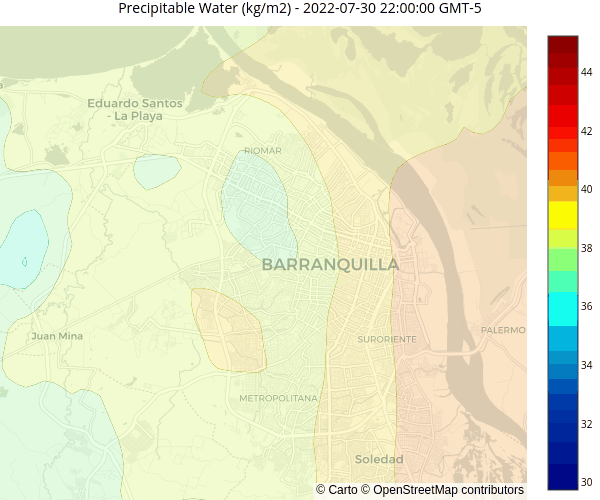 Precipitable Water (kg/m2) - 2022-07-30 22:00:00 GMT-5
Eduardo Santos
- La Playa
RIOMAR
BARRANQUILLA
Juan Mina
SURORIENTE
PALERMO
METROPOLITANA
Soledad
© Carto © OpenStreetMap contributors
44
42
40
38
36
34
32
30